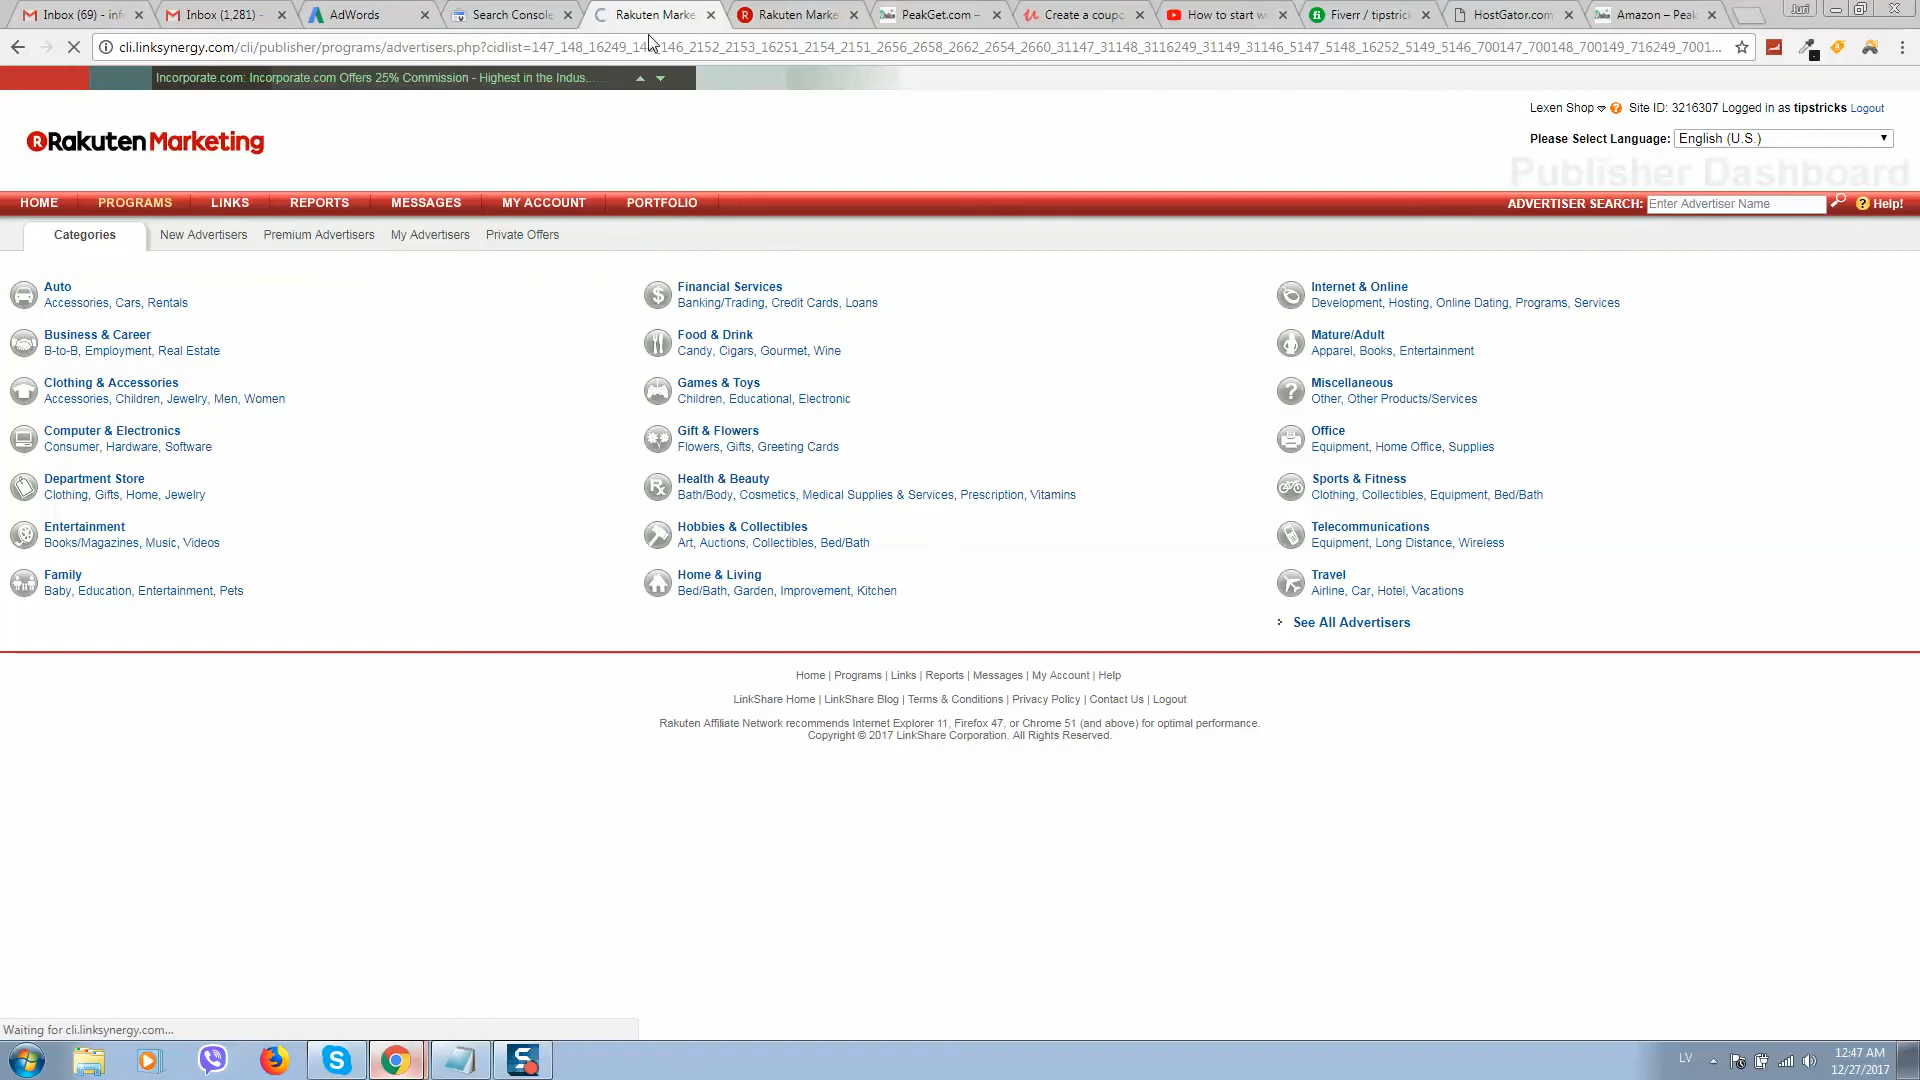 Inbox (69) - inf
Inbox (1,281) -
AdWords
Search Console
Rakuten Marke
Rakuten Marke
PeakGet.com –
Create a coupo
How to start wr
Fiverr / tipstrick
HostGator.com
Amazon – Peak
Juri
cli.linksynergy.com/cli/publisher/programs/advertisers.php?cidlist=147_148_16249_14 146_2152_2153_16251_2154_2151_2656_2658_2662_2654_2660_31147_31148_3116249_31149_31146_5147_5148_16252_5149_5146_700147_700148_700149_716249_7001...
Incorporate.com: Incorporate.com Offers 25% Commission - Highest in the Indus...
Lexen Shop Site ID: 3216307 Logged in as tipstricks Logout
Rakuten Marketing
Please Select Language: English (U.S.)
Publisher Dashboard
HOME PROGRAMS LINKS REPORTS MESSAGES MY ACCOUNT PORTFOLIO
ADVERTISER SEARCH: Enter Advertiser Name ? Help!
Categories New Advertisers Premium Advertisers My Advertisers Private Offers
Auto
Accessories, Cars, Rentals
Business & Career
B-to-B, Employment, Real Estate
Clothing & Accessories
Accessories, Children, Jewelry, Men, Women
Computer & Electronics
Consumer, Hardware, Software
Department Store
Clothing, Gifts, Home, Jewelry
Entertainment
Books/Magazines, Music, Videos
Family
Baby, Education, Entertainment, Pets
Financial Services
Banking/Trading, Credit Cards, Loans
Food & Drink
Candy, Cigars, Gourmet, Wine
Games & Toys
Children, Educational, Electronic
Gift & Flowers
Flowers, Gifts, Greeting Cards
Health & Beauty
Bath/Body, Cosmetics, Medical Supplies & Services, Prescription, Vitamins
Hobbies & Collectibles
Art, Auctions, Collectibles, Bed/Bath
Home & Living
Bed/Bath, Garden, Improvement, Kitchen
Internet & Online
Development, Hosting, Online Dating, Programs, Services
Mature/Adult
Apparel, Books, Entertainment
Miscellaneous
Other, Other Products/Services
Office
Equipment, Home Office, Supplies
Sports & Fitness
Clothing, Collectibles, Equipment, Bed/Bath
Telecommunications
Equipment, Long Distance, Wireless
Travel
Airline, Car, Hotel, Vacations
See All Advertisers
Home | Programs | Links | Reports | Messages | My Account | Help
LinkShare Home | LinkShare Blog | Terms & Conditions | Privacy Policy | Contact Us | Logout
Rakuten Affiliate Network recommends Internet Explorer 11, Firefox 47, or Chrome 51 (and above) for optimal performance.
Copyright © 2017 LinkShare Corporation. All Rights Reserved.
Waiting for cli.linksynergy.com...
LV
12:47 AM
12/27/2017